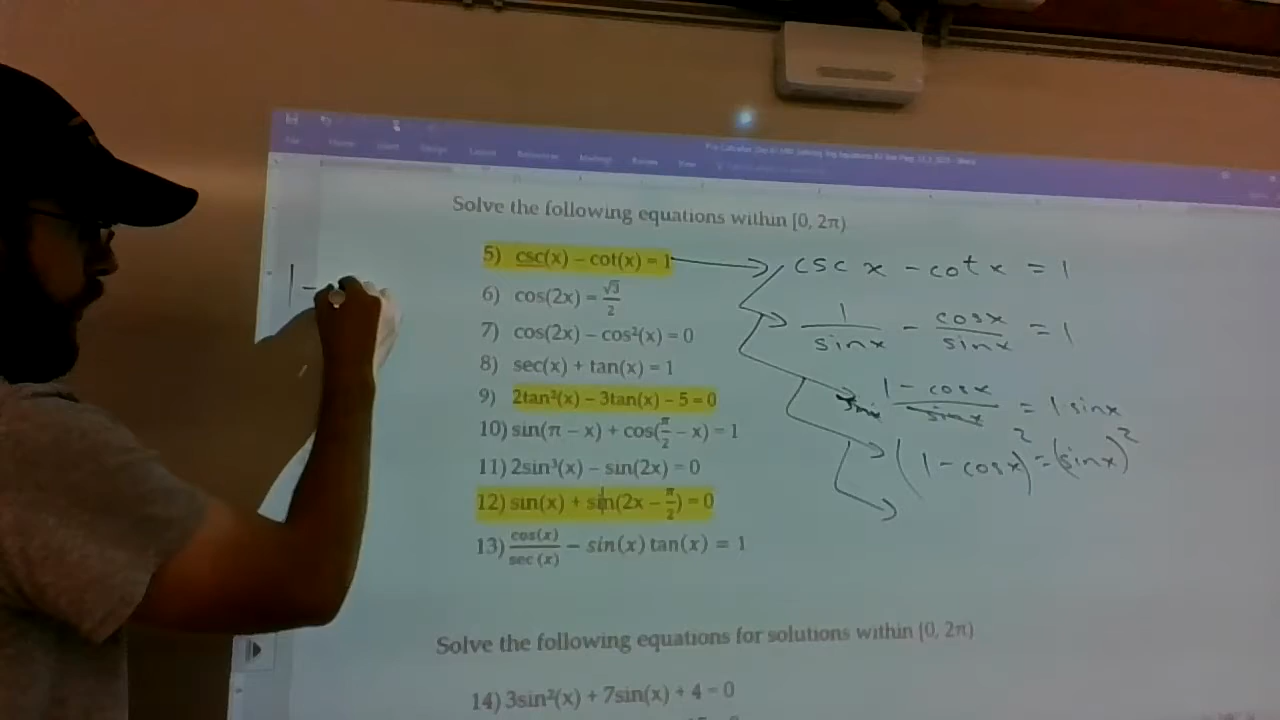 Solve the following equations within [0, 2π)
5) csc(x) – cot(x) = 1
6) cos(2x) = √3/2
7) cos(2x) – cos²(x) = 0
8) sec(x) + tan(x) = 1
9) 2tan²(x) – 3tan(x) – 5 = 0
10) sin(π – x) + cos(π/2 – x) = 1
11) 2sin³(x) – sin(2x) = 0
12) sin(x) + sin(2x – π/2) = 0
13) cos(x)/sec (x) – sin(x) tan(x) = 1
Solve the following equations for solutions within [0, 2π)
14) 3sin²(x) + 7sin(x) + 4 = 0
1 –
csc x – cot x = 1
1/sinx – cosx/sinx = 1
sinx 1 – cosx/sinx = 1 sinx
(1 – cosx)² = (sinx)²